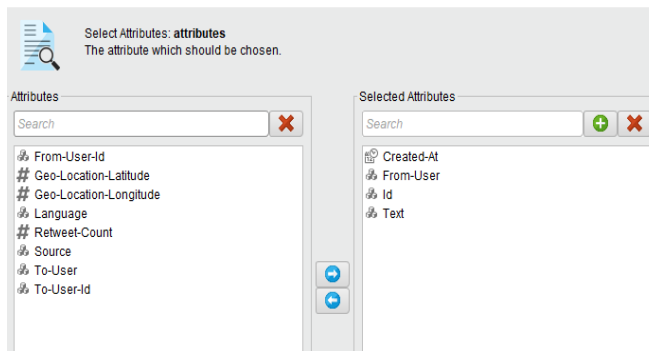 Select Attributes: attributes
The attribute which should be chosen.
Attributes
Search
From-User-Id
Geo-Location-Latitude
Geo-Location-Longitude
Language
Retweet-Count
Source
To-User
To-User-Id
Selected Attributes
Search
Created-At
From-User
Id
Text